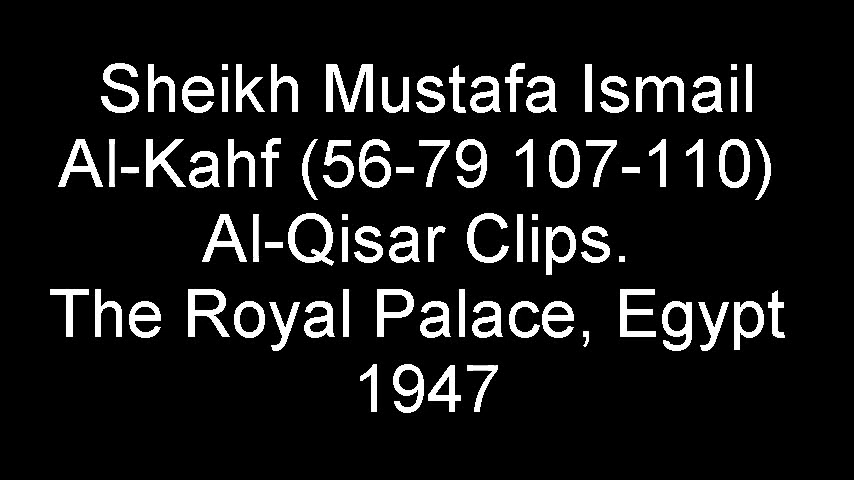 Sheikh Mustafa Ismail
Al-Kahf (56-79 107-110)
Al-Qisar Clips.
The Royal Palace, Egypt
1947